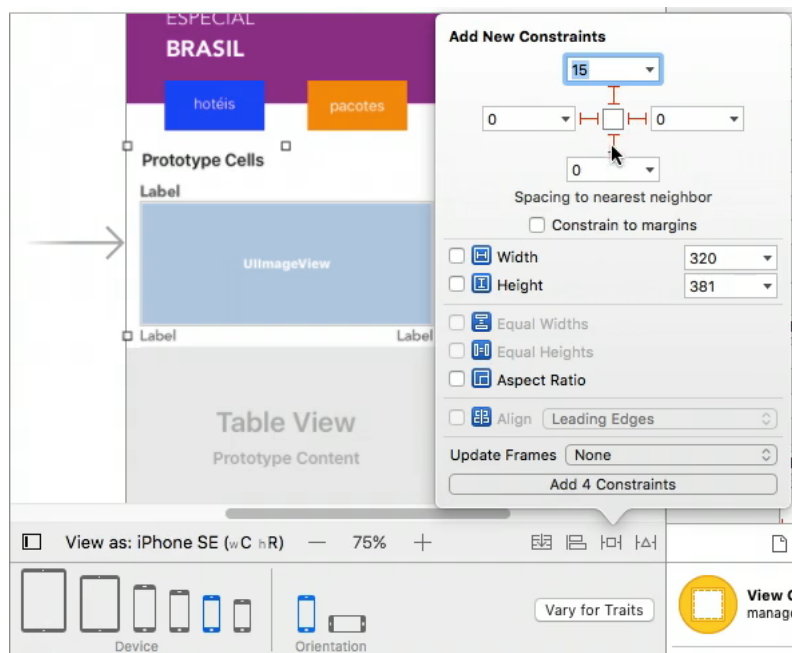 ESPECIAL
BRASIL
hotéis
pacotes
Prototype Cells
Label
UIImageView
Label
Label
Table View
Prototype Content
Add New Constraints
15
0
0
0
Spacing to nearest neighbor
Constrain to margins
Width
320
Height
381
Equal Widths
Equal Heights
Aspect Ratio
Align
Leading Edges
Update Frames
None
Add 4 Constraints
View as: iPhone SE (wC hR)
75%
Device
Orientation
Vary for Traits
View
manage